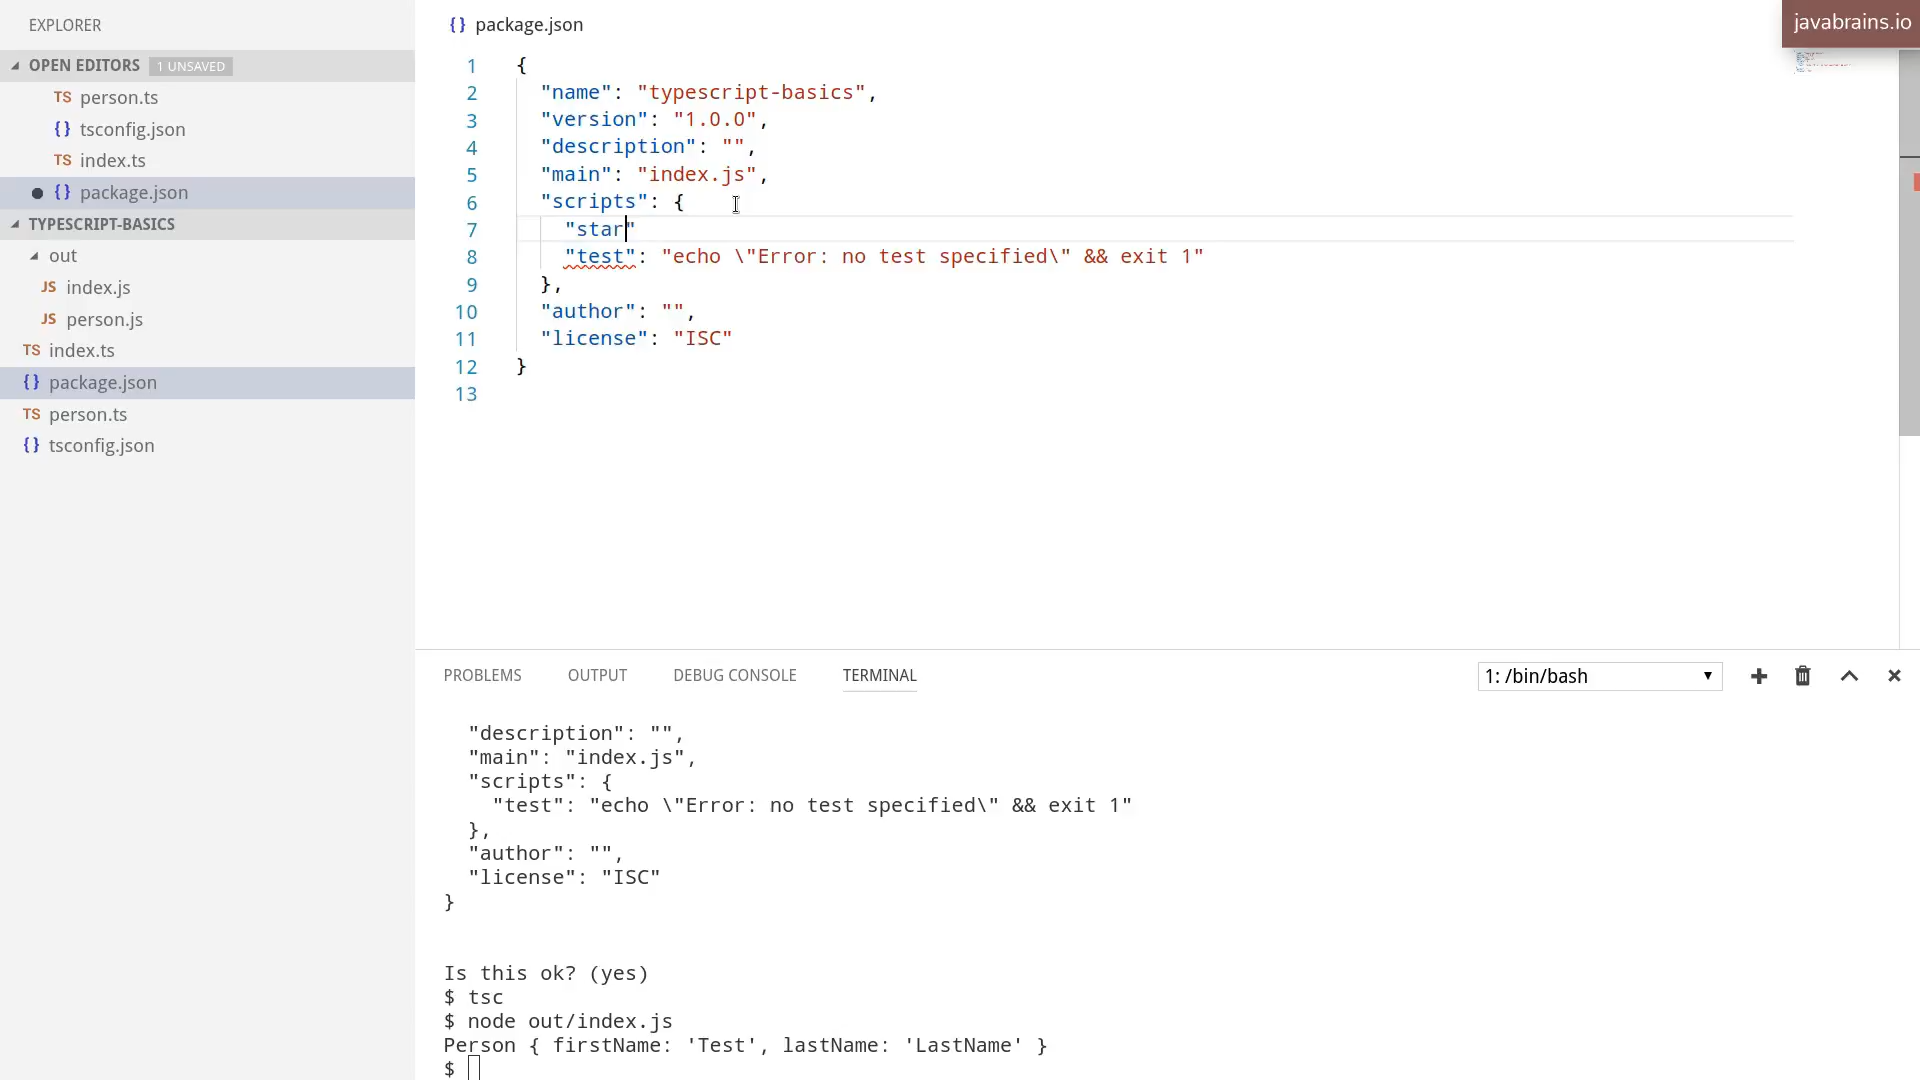 EXPLORER
OPEN EDITORS 1 UNSAVED
TS person.ts
{} tsconfig.json
TS index.ts
● {} package.json
TYPESCRIPT-BASICS
out
JS index.js
JS person.js
TS index.ts
{} package.json
TS person.ts
{} tsconfig.json
{} package.json
javabrains.io
1 {
2 "name": "typescript-basics",
3 "version": "1.0.0",
4 "description": "",
5 "main": "index.js",
6 "scripts": {
7 "star"
8 "test": "echo \"Error: no test specified\" && exit 1"
9 },
10 "author": "",
11 "license": "ISC"
12 }
13
PROBLEMS OUTPUT DEBUG CONSOLE TERMINAL 1: /bin/bash
"description": "",
"main": "index.js",
"scripts": {
"test": "echo \"Error: no test specified\" && exit 1"
},
"author": "",
"license": "ISC"
}
Is this ok? (yes)
$ tsc
$ node out/index.js
Person { firstName: 'Test', lastName: 'LastName' }
$